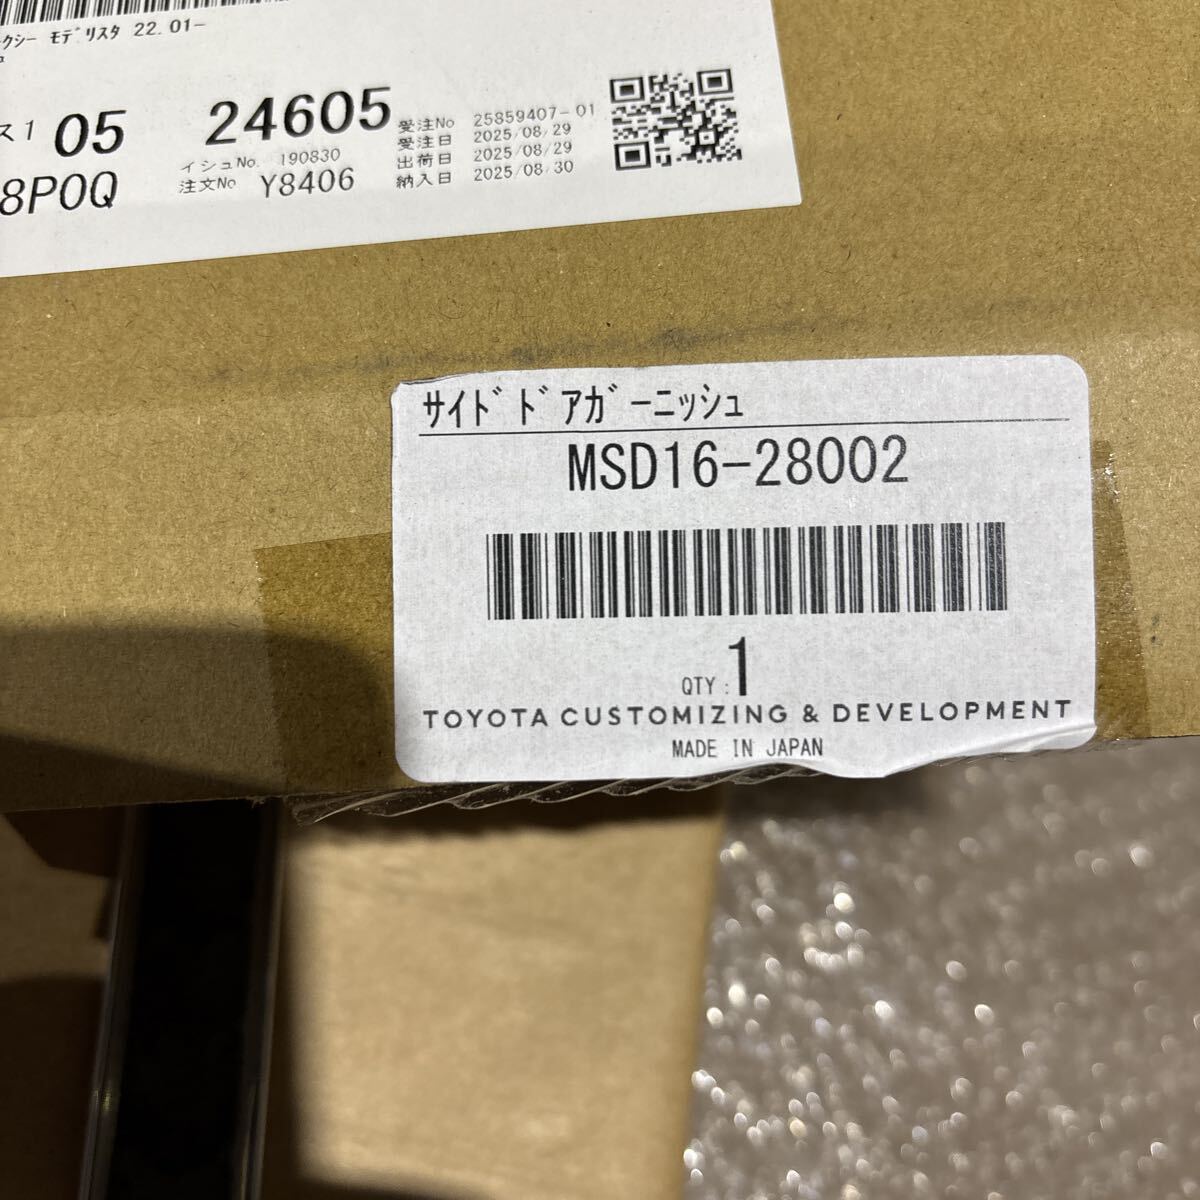 クシー モデリスタ 22.01-
ス1 05 24605
イシュNo. 190830
8P0Q 注文No Y8406
受注No 25859407-01
受注日 2025/08/29
出荷日 2025/08/29
納入日 2025/08/30
サイドドアガーニッシュ
MSD16-28002
QTY : 1
TOYOTA CUSTOMIZING & DEVELOPMENT
MADE IN JAPAN